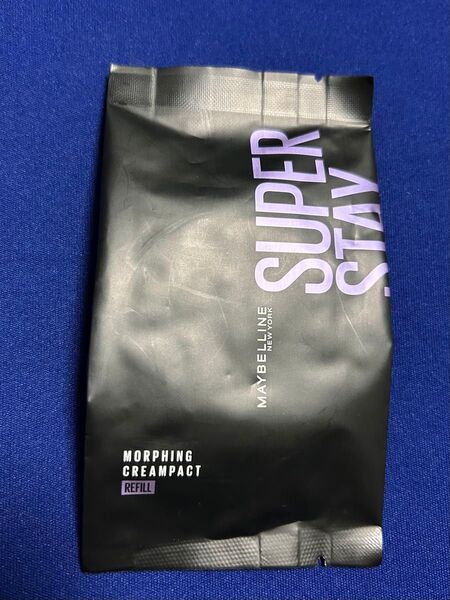 SUPER
STAY
MAYBELLINE
NEW YORK
MORPHING
CREAMPACT
REFILL